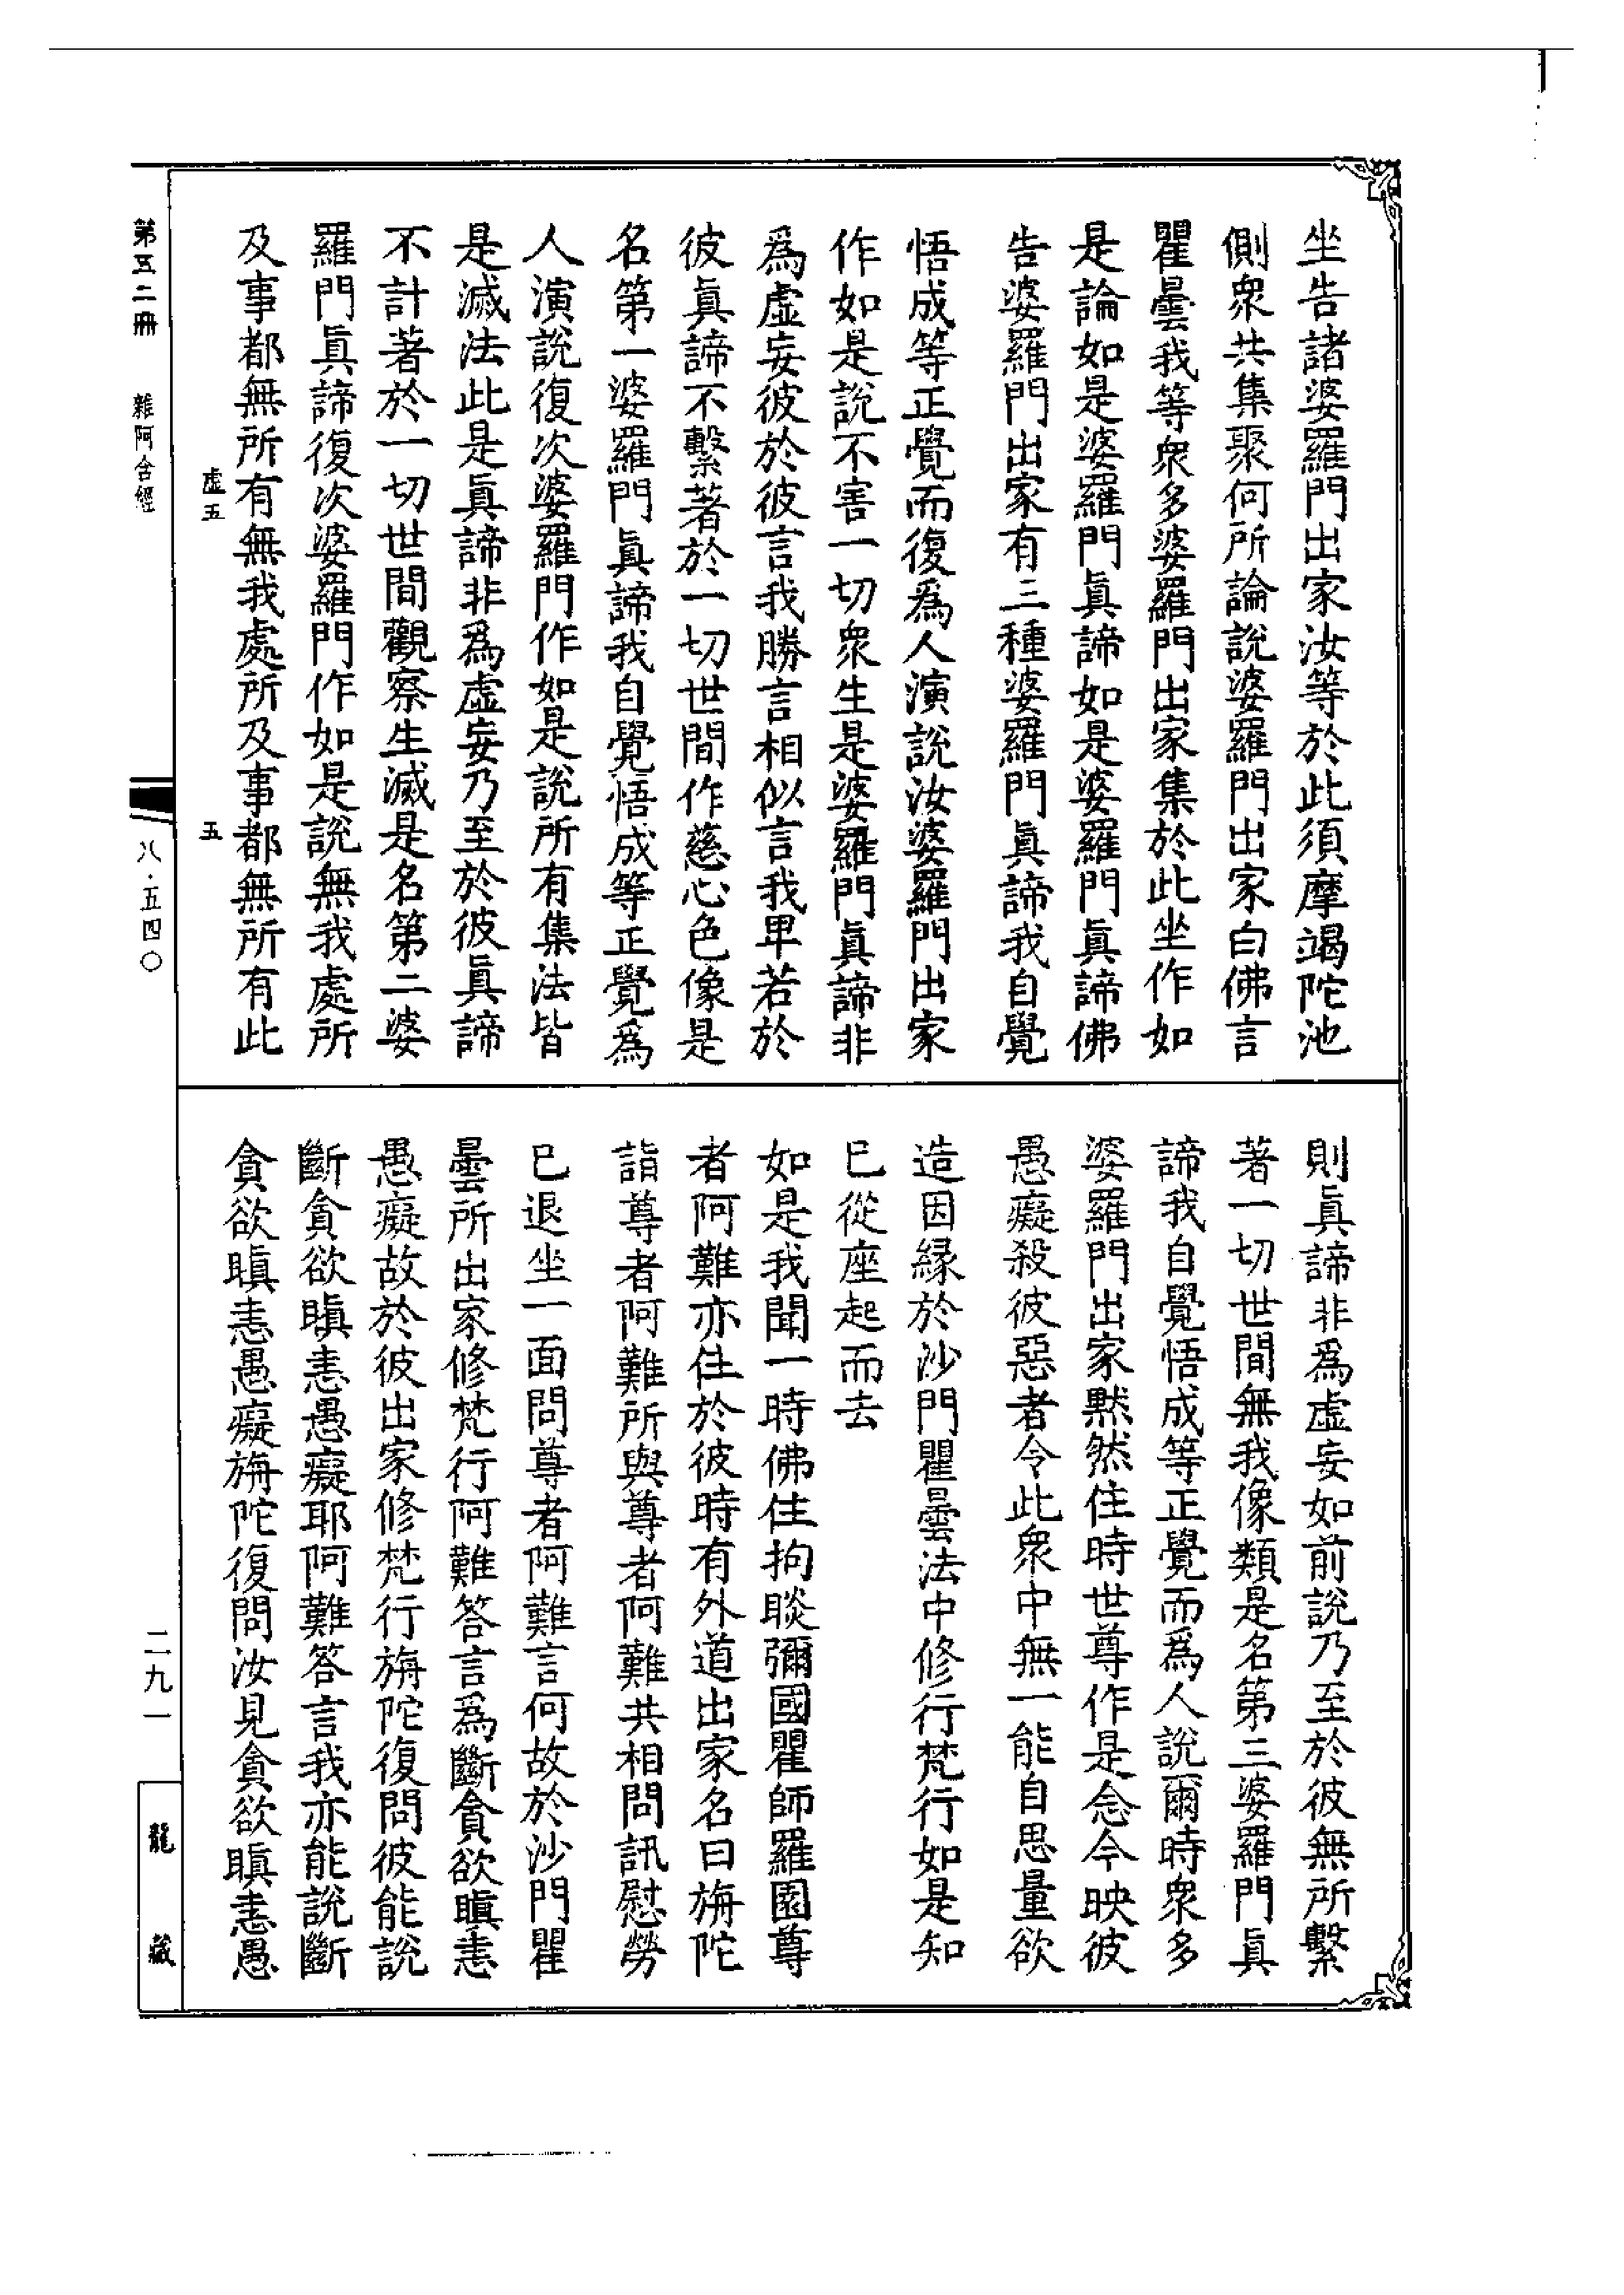 坐告諸婆羅門出家汝等於此須摩竭陀池
側衆共集聚何所論說婆羅門出家白佛言
瞿曇我等衆多婆羅門出家集於此坐作如
是論如是婆羅門眞諦如是婆羅門眞諦佛
告婆羅門出家有三種婆羅門眞諦我自覺
悟成等正覺而復爲人演說汝婆羅門出家
作如是說不害一切衆生是婆羅門眞諦非
爲虛妄彼於彼言我勝言相似言我卑若於
彼眞諦不繫著於一切世間作慈心色像是
名第一婆羅門眞諦我自覺悟成等正覺爲
人演說復次婆羅門作如是說所有集法皆
是滅法此是眞諦非爲虛妄乃至於彼眞諦
不計著於一切世間觀察生滅是名第二婆
羅門眞諦復次婆羅門作如是說無我處所
及事都無所有無我處所及事都無所有此
則眞諦非爲虛妄如前說乃至於彼無所繫
著一切世間無我像類是名第三婆羅門眞
諦我自覺悟成等正覺而爲人說爾時衆多
婆羅門出家默然住時世尊作是念今映彼
愚癡殺彼惡者令此衆中無一能自思量欲
造因緣於沙門瞿曇法中修行梵行如是知
已從座起而去
如是我聞一時佛住拘睒彌國瞿師羅園尊
者阿難亦住於彼時有外道出家名曰旃陀
詣尊者阿難所與尊者阿難共相問訊慰勞
已退坐一面問尊者阿難言何故於沙門瞿
曇所出家修梵行阿難答言爲斷貪欲瞋恚
愚癡故於彼出家修梵行旃陀復問彼能說
斷貪欲瞋恚愚癡耶阿難答言我亦能說斷
貪欲瞋恚愚癡旃陀復問汝見貪欲瞋恚愚
虛五
五
第五二冊
雜阿含經
八·五四〇
二九一
龍藏